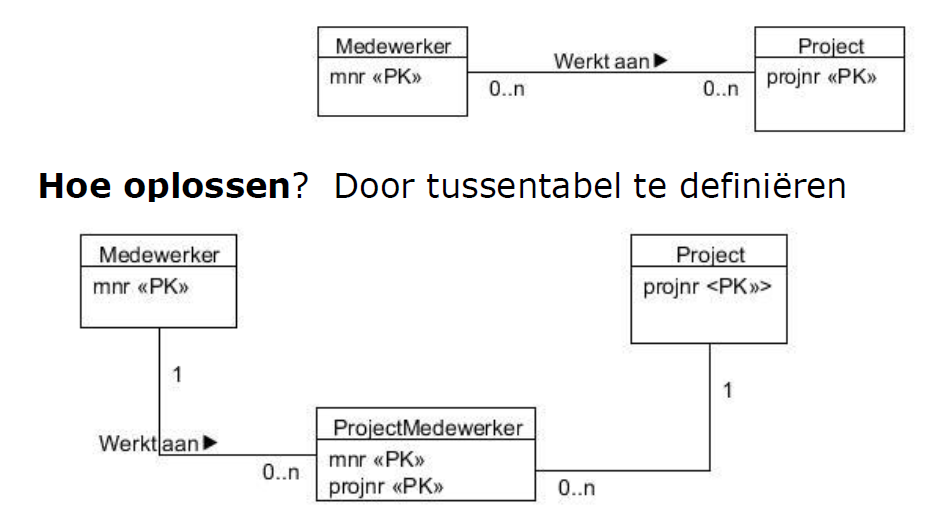 Medewerker
mnr «PK»
Werkt aan ▶
0..n
0..n
Project
projnr «PK»
Hoe oplossen? Door tussentabel te definiëren
Medewerker
mnr «PK»
Project
projnr <PK»>
1
1
Werkt aan ▶
0..n
ProjectMedewerker
mnr «PK»
projnr «PK»
0..n